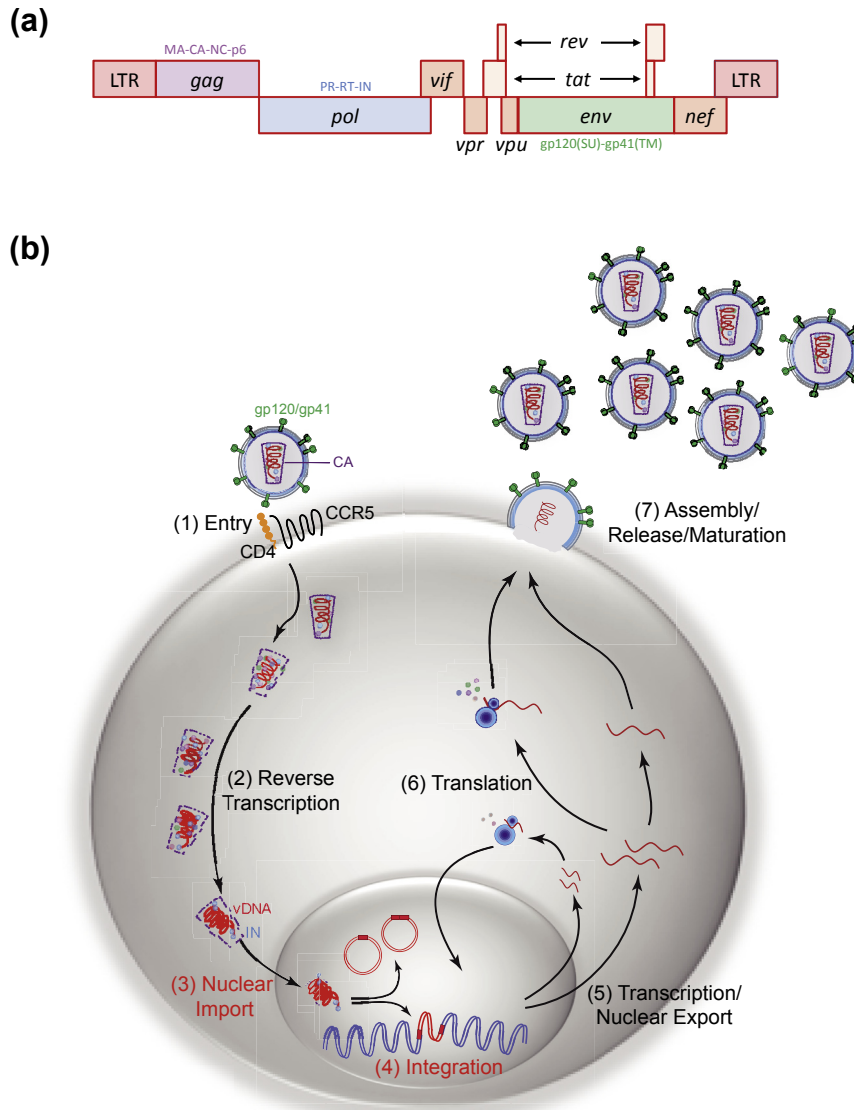 (a)
MA-CA-NC-p6
rev
LTR
gag
PR-RT-IN
vif
tat
LTR
pol
env
nef
vpr
vpu
gp120(SU)-gp41(TM)
(b)
gp120/gp41
CA
(1) Entry
CCR5
CD4
(7) Assembly/
Release/Maturation
(2) Reverse
Transcription
(6) Translation
vDNA
IN
(3) Nuclear
Import
(5) Transcription/
Nuclear Export
(4) Integration